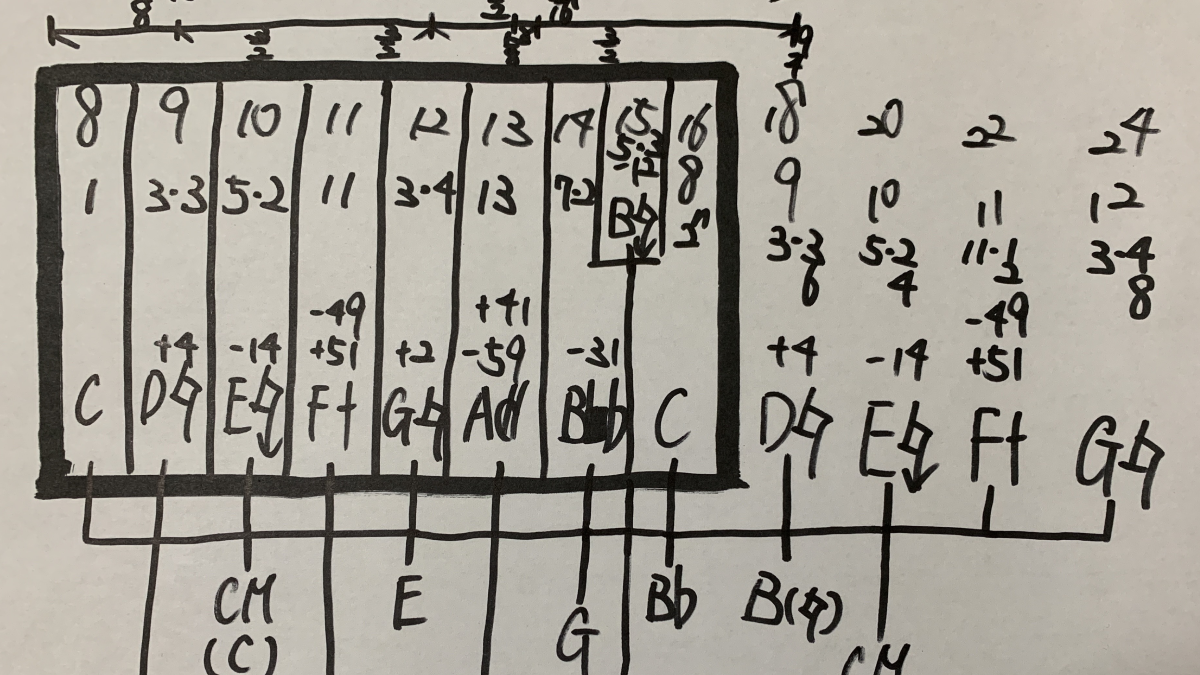 8 9 10 11 12 13 14 15 16 18 20 22 24
1 3·3 5·2 11 3·4 13 7·2 5·3 8 9 10 11 12
B♮ 3·3 5·2 11·1 3·4
6 4 2 8
-49 +41 -49
+4 -14 +51 +2 -59 -31 +4 -14 +51
C D♮ E♮ F‡ G♮ Ad B♭ C D♮ E♮ F‡ G♮
CM E B♭ B(♮)
(C) G CM